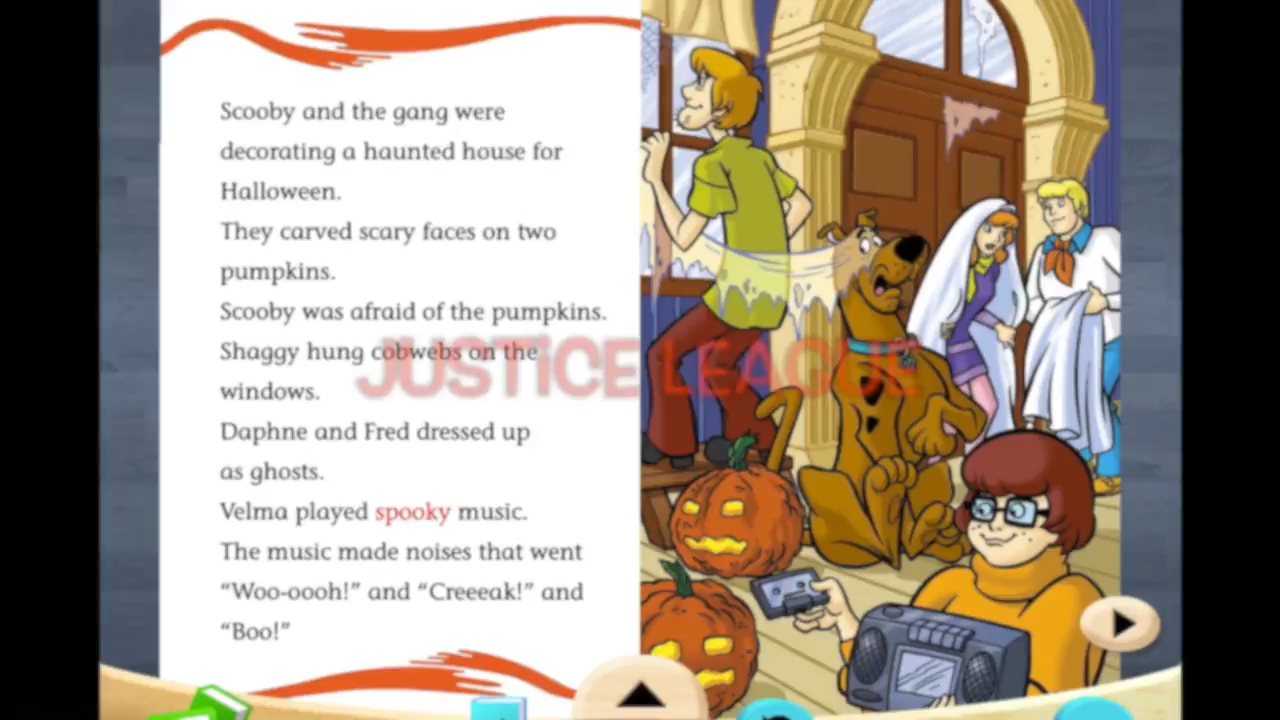 Scooby and the gang were
decorating a haunted house for
Halloween.
They carved scary faces on two
pumpkins.
Scooby was afraid of the pumpkins.
Shaggy hung cobwebs on the
windows.
JUSTICE LEAGUE
Daphne and Fred dressed up
as ghosts.
Velma played spooky music.
The music made noises that went
“Woo-oooh!” and “Creeeak!” and
“Boo!”